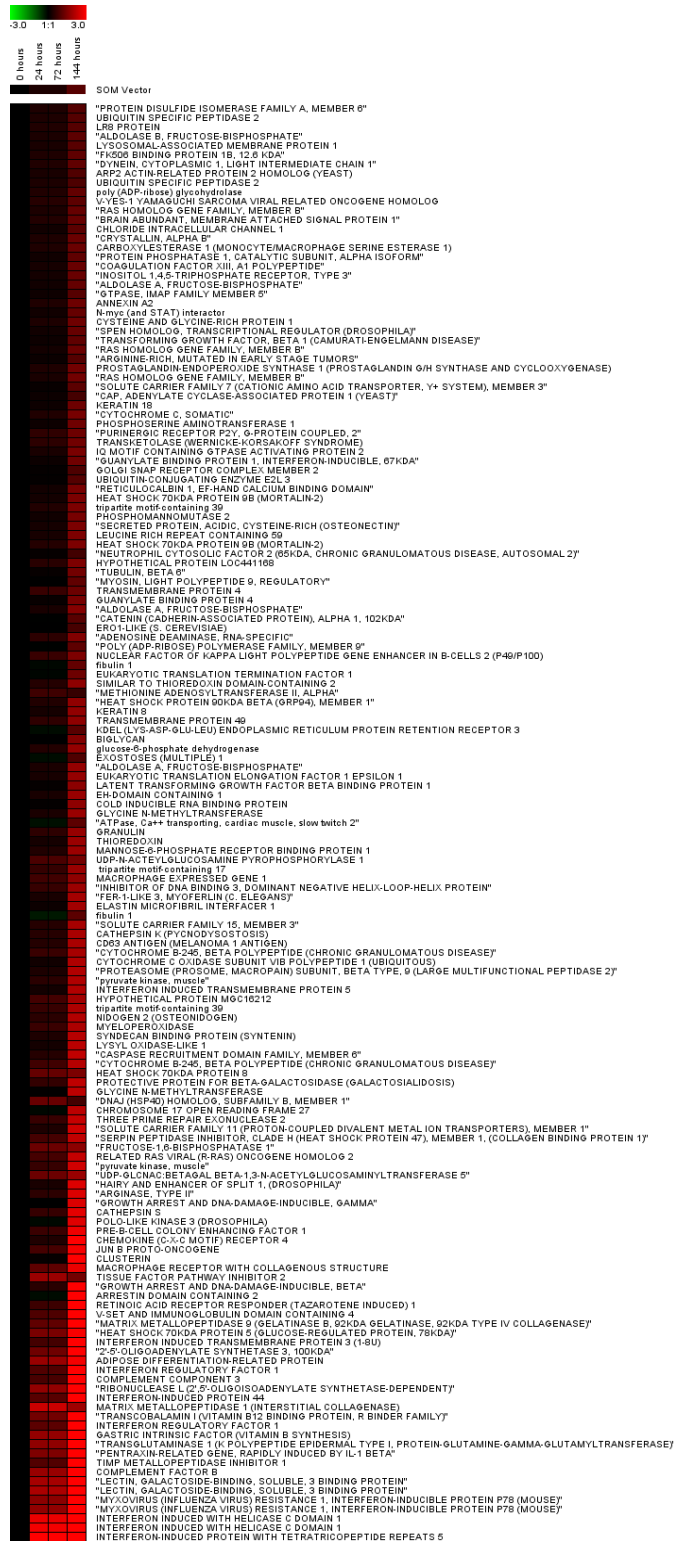 -3.0 1:1 3.0
0 hours
24 hours
72 hours
144 hours
SOM Vector
"PROTEIN DISULFIDE ISOMERASE FAMILY A, MEMBER 6"
UBIQUITIN SPECIFIC PEPTIDASE 2
LR8 PROTEIN
"ALDOLASE B, FRUCTOSE-BISPHOSPHATE"
LYSOSOMAL-ASSOCIATED MEMBRANE PROTEIN 1
"FK506 BINDING PROTEIN 1B, 12.6 KDA"
"DYNEIN, CYTOPLASMIC 1, LIGHT INTERMEDIATE CHAIN 1"
ARP2 ACTIN-RELATED PROTEIN 2 HOMOLOG (YEAST)
UBIQUITIN SPECIFIC PEPTIDASE 2
poly (ADP-ribose) glycohydrolase
V-YES-1 YAMAGUCHI SARCOMA VIRAL RELATED ONCOGENE HOMOLOG
"RAS HOMOLOG GENE FAMILY, MEMBER B"
"BRAIN ABUNDANT, MEMBRANE ATTACHED SIGNAL PROTEIN 1"
CHLORIDE INTRACELLULAR CHANNEL 1
"CRYSTALLIN, ALPHA B"
CARBOXYLESTERASE 1 (MONOCYTE/MACROPHAGE SERINE ESTERASE 1)
"PROTEIN PHOSPHATASE 1, CATALYTIC SUBUNIT, ALPHA ISOFORM"
"COAGULATION FACTOR XIII, A1 POLYPEPTIDE"
"INOSITOL 1,4,5-TRIPHOSPHATE RECEPTOR, TYPE 3"
"ALDOLASE A, FRUCTOSE-BISPHOSPHATE"
"GTPASE, IMAP FAMILY MEMBER 5"
ANNEXIN A2
N-myc (and STAT) interactor
CYSTEINE AND GLYCINE-RICH PROTEIN 1
"SPEN HOMOLOG, TRANSCRIPTIONAL REGULATOR (DROSOPHILA)"
"TRANSFORMING GROWTH FACTOR, BETA 1 (CAMURATI-ENGELMANN DISEASE)"
"RAS HOMOLOG GENE FAMILY, MEMBER B"
"ARGININE-RICH, MUTATED IN EARLY STAGE TUMORS"
PROSTAGLANDIN-ENDOPEROXIDE SYNTHASE 1 (PROSTAGLANDIN G/H SYNTHASE AND CYCLOOXYGENASE)
"RAS HOMOLOG GENE FAMILY, MEMBER B"
"SOLUTE CARRIER FAMILY 7 (CATIONIC AMINO ACID TRANSPORTER, Y+ SYSTEM), MEMBER 3"
"CAP, ADENYLATE CYCLASE-ASSOCIATED PROTEIN 1 (YEAST)"
KERATIN 18
"CYTOCHROME C, SOMATIC"
PHOSPHOSERINE AMINOTRANSFERASE 1
"PURINERGIC RECEPTOR P2Y, G-PROTEIN COUPLED, 2"
TRANSKETOLASE (WERNICKE-KORSAKOFF SYNDROME)
IQ MOTIF CONTAINING GTPASE ACTIVATING PROTEIN 2
"GUANYLATE BINDING PROTEIN 1, INTERFERON-INDUCIBLE, 67KDA"
GOLGI SNAP RECEPTOR COMPLEX MEMBER 2
UBIQUITIN-CONJUGATING ENZYME E2L 3
"RETICULOCALBIN 1, EF-HAND CALCIUM BINDING DOMAIN"
HEAT SHOCK 70KDA PROTEIN 9B (MORTALIN-2)
tripartite motif-containing 39
PHOSPHOMANNOMUTASE 2
"SECRETED PROTEIN, ACIDIC, CYSTEINE-RICH (OSTEONECTIN)"
LEUCINE RICH REPEAT CONTAINING 59
HEAT SHOCK 70KDA PROTEIN 9B (MORTALIN-2)
"NEUTROPHIL CYTOSOLIC FACTOR 2 (65KDA, CHRONIC GRANULOMATOUS DISEASE, AUTOSOMAL 2)"
HYPOTHETICAL PROTEIN LOC441168
"TUBULIN, BETA 6"
"MYOSIN, LIGHT POLYPEPTIDE 9, REGULATORY"
TRANSMEMBRANE PROTEIN 4
GUANYLATE BINDING PROTEIN 4
"ALDOLASE A, FRUCTOSE-BISPHOSPHATE"
"CATENIN (CADHERIN-ASSOCIATED PROTEIN), ALPHA 1, 102KDA"
ERO1-LIKE (S. CEREVISIAE)
"ADENOSINE DEAMINASE, RNA-SPECIFIC"
"POLY (ADP-RIBOSE) POLYMERASE FAMILY, MEMBER 9"
NUCLEAR FACTOR OF KAPPA LIGHT POLYPEPTIDE GENE ENHANCER IN B-CELLS 2 (P49/P100)
fibulin 1
EUKARYOTIC TRANSLATION TERMINATION FACTOR 1
SIMILAR TO THIOREDOXIN DOMAIN-CONTAINING 2
"METHIONINE ADENOSYLTRANSFERASE II, ALPHA"
"HEAT SHOCK PROTEIN 90KDA BETA (GRP94), MEMBER 1"
KERATIN 8
TRANSMEMBRANE PROTEIN 49
KDEL (LYS-ASP-GLU-LEU) ENDOPLASMIC RETICULUM PROTEIN RETENTION RECEPTOR 3
BIGLYCAN
glucose-6-phosphate dehydrogenase
EXOSTOSES (MULTIPLE) 1
"ALDOLASE A, FRUCTOSE-BISPHOSPHATE"
EUKARYOTIC TRANSLATION ELONGATION FACTOR 1 EPSILON 1
LATENT TRANSFORMING GROWTH FACTOR BETA BINDING PROTEIN 1
EH-DOMAIN CONTAINING 1
COLD INDUCIBLE RNA BINDING PROTEIN
GLYCINE N-METHYLTRANSFERASE
"ATPase, Ca++ transporting, cardiac muscle, slow twitch 2"
GRANULIN
THIOREDOXIN
MANNOSE-6-PHOSPHATE RECEPTOR BINDING PROTEIN 1
UDP-N-ACTEYLGLUCOSAMINE PYROPHOSPHORYLASE 1
tripartite motif-containing 17
MACROPHAGE EXPRESSED GENE 1
"INHIBITOR OF DNA BINDING 3, DOMINANT NEGATIVE HELIX-LOOP-HELIX PROTEIN"
"FER-1-LIKE 3, MYOFERLIN (C. ELEGANS)"
ELASTIN MICROFIBRIL INTERFACER 1
fibulin 1
"SOLUTE CARRIER FAMILY 15, MEMBER 3"
CATHEPSIN K (PYCNODYSOSTOSIS)
CD63 ANTIGEN (MELANOMA 1 ANTIGEN)
"CYTOCHROME B-245, BETA POLYPEPTIDE (CHRONIC GRANULOMATOUS DISEASE)"
CYTOCHROME C OXIDASE SUBUNIT VIB POLYPEPTIDE 1 (UBIQUITOUS)
"PROTEASOME (PROSOME, MACROPAIN) SUBUNIT, BETA TYPE, 9 (LARGE MULTIFUNCTIONAL PEPTIDASE 2)"
"pyruvate kinase, muscle"
INTERFERON INDUCED TRANSMEMBRANE PROTEIN 5
HYPOTHETICAL PROTEIN MGC16212
tripartite motif-containing 39
NIDOGEN 2 (OSTEONIDOGEN)
MYELOPEROXIDASE
SYNDECAN BINDING PROTEIN (SYNTENIN)
LYSYL OXIDASE-LIKE 1
"CASPASE RECRUITMENT DOMAIN FAMILY, MEMBER 6"
"CYTOCHROME B-245, BETA POLYPEPTIDE (CHRONIC GRANULOMATOUS DISEASE)"
HEAT SHOCK 70KDA PROTEIN 8
PROTECTIVE PROTEIN FOR BETA-GALACTOSIDASE (GALACTOSIALIDOSIS)
GLYCINE N-METHYLTRANSFERASE
"DNAJ (HSP40) HOMOLOG, SUBFAMILY B, MEMBER 1"
CHROMOSOME 17 OPEN READING FRAME 27
THREE PRIME REPAIR EXONUCLEASE 2
"SOLUTE CARRIER FAMILY 11 (PROTON-COUPLED DIVALENT METAL ION TRANSPORTERS), MEMBER 1"
"SERPIN PEPTIDASE INHIBITOR, CLADE H (HEAT SHOCK PROTEIN 47), MEMBER 1, (COLLAGEN BINDING PROTEIN 1)"
"FRUCTOSE-1,6-BISPHOSPHATASE 1"
RELATED RAS VIRAL (R-RAS) ONCOGENE HOMOLOG 2
"pyruvate kinase, muscle"
"UDP-GLCNAC:BETAGAL BETA-1,3-N-ACETYLGLUCOSAMINYLTRANSFERASE 5"
"HAIRY AND ENHANCER OF SPLIT 1, (DROSOPHILA)"
"ARGINASE, TYPE II"
"GROWTH ARREST AND DNA-DAMAGE-INDUCIBLE, GAMMA"
CATHEPSIN S
POLO-LIKE KINASE 3 (DROSOPHILA)
PRE-B-CELL COLONY ENHANCING FACTOR 1
CHEMOKINE (C-X-C MOTIF) RECEPTOR 4
JUN B PROTO-ONCOGENE
CLUSTERIN
MACROPHAGE RECEPTOR WITH COLLAGENOUS STRUCTURE
TISSUE FACTOR PATHWAY INHIBITOR 2
"GROWTH ARREST AND DNA-DAMAGE-INDUCIBLE, BETA"
ARRESTIN DOMAIN CONTAINING 2
RETINOIC ACID RECEPTOR RESPONDER (TAZAROTENE INDUCED) 1
V-SET AND IMMUNOGLOBULIN DOMAIN CONTAINING 4
"MATRIX METALLOPEPTIDASE 9 (GELATINASE B, 92KDA GELATINASE, 92KDA TYPE IV COLLAGENASE)"
"HEAT SHOCK 70KDA PROTEIN 5 (GLUCOSE-REGULATED PROTEIN, 78KDA)"
INTERFERON INDUCED TRANSMEMBRANE PROTEIN 3 (1-8U)
"2'-5'-OLIGOADENYLATE SYNTHETASE 3, 100KDA"
ADIPOSE DIFFERENTIATION-RELATED PROTEIN
INTERFERON REGULATORY FACTOR 1
COMPLEMENT COMPONENT 3
"RIBONUCLEASE L (2',5'-OLIGOISOADENYLATE SYNTHETASE-DEPENDENT)"
INTERFERON-INDUCED PROTEIN 44
MATRIX METALLOPEPTIDASE 1 (INTERSTITIAL COLLAGENASE)
"TRANSCOBALAMIN I (VITAMIN B12 BINDING PROTEIN, R BINDER FAMILY)"
INTERFERON REGULATORY FACTOR 1
GASTRIC INTRINSIC FACTOR (VITAMIN B SYNTHESIS)
"TRANSGLUTAMINASE 1 (K POLYPEPTIDE EPIDERMAL TYPE I, PROTEIN-GLUTAMINE-GAMMA-GLUTAMYLTRANSFERASE)"
"PENTRAXIN-RELATED GENE, RAPIDLY INDUCED BY IL-1 BETA"
TIMP METALLOPEPTIDASE INHIBITOR 1
COMPLEMENT FACTOR B
"LECTIN, GALACTOSIDE-BINDING, SOLUBLE, 3 BINDING PROTEIN"
"LECTIN, GALACTOSIDE-BINDING, SOLUBLE, 3 BINDING PROTEIN"
"MYXOVIRUS (INFLUENZA VIRUS) RESISTANCE 1, INTERFERON-INDUCIBLE PROTEIN P78 (MOUSE)"
"MYXOVIRUS (INFLUENZA VIRUS) RESISTANCE 1, INTERFERON-INDUCIBLE PROTEIN P78 (MOUSE)"
INTERFERON INDUCED WITH HELICASE C DOMAIN 1
INTERFERON INDUCED WITH HELICASE C DOMAIN 1
INTERFERON-INDUCED PROTEIN WITH TETRATRICOPEPTIDE REPEATS 5